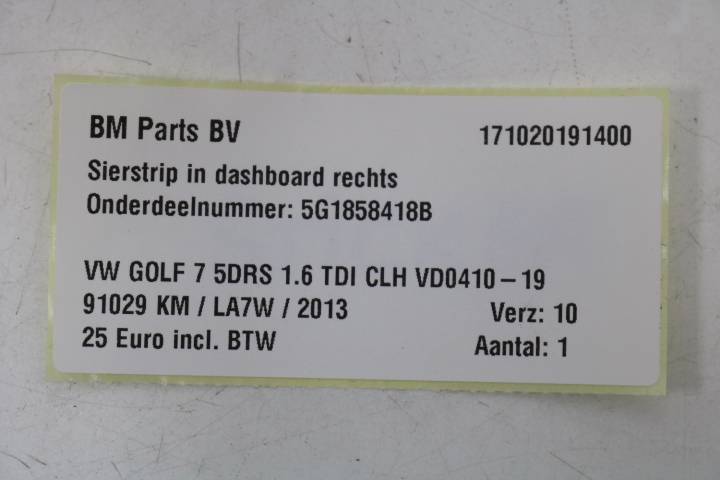 BM Parts BV 171020191400
Sierstrip in dashboard rechts
Onderdeelnummer: 5G1858418B
VW GOLF 7 5DRS 1.6 TDI CLH VD0410-19
91029 KM / LA7W / 2013 Verz: 10
25 Euro incl. BTW Aantal: 1